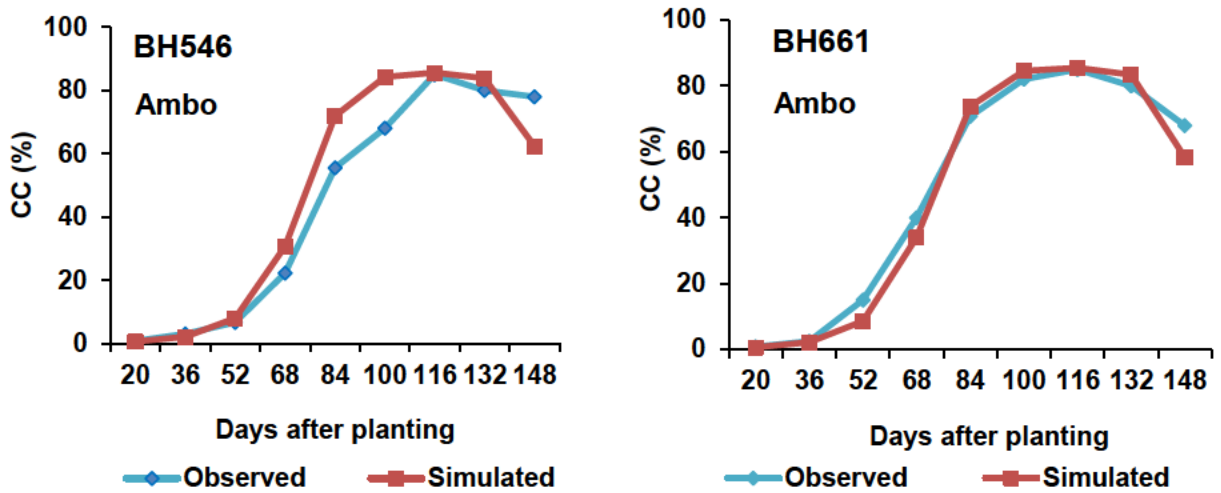 BH546
Ambo
CC (%)
100
80
60
40
20
0
20 36 52 68 84 100 116 132 148
Days after planting
Observed Simulated
BH661
Ambo
CC (%)
100
80
60
40
20
0
20 36 52 68 84 100 116 132 148
Days after planting
Observed Simulated